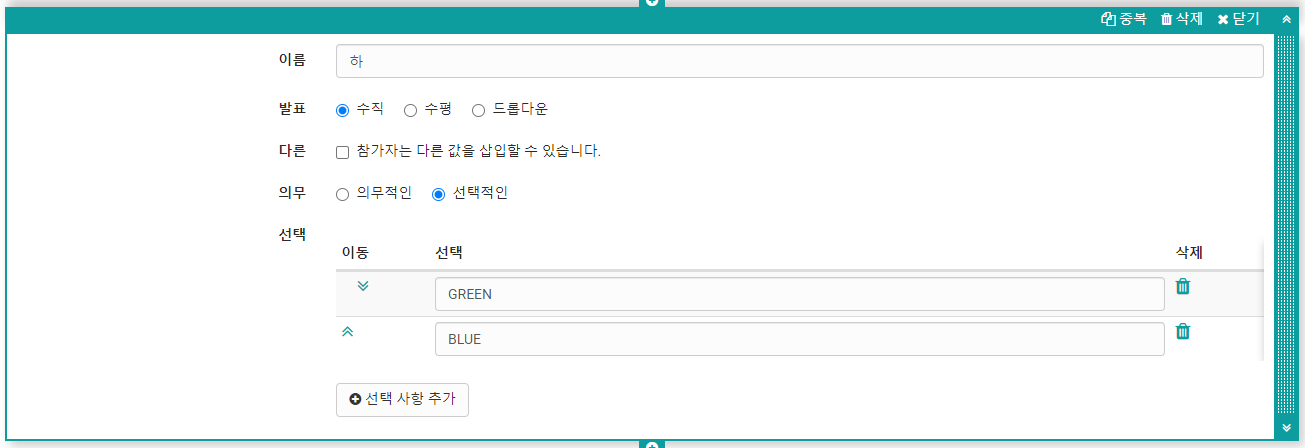 중복 삭제 닫기
이름 하
발표 수직 수평 드롭다운
다른 참가자는 다른 값을 삽입할 수 있습니다.
의무 의무적인 선택적인
선택
이동 선택 삭제
GREEN
BLUE
선택 사항 추가